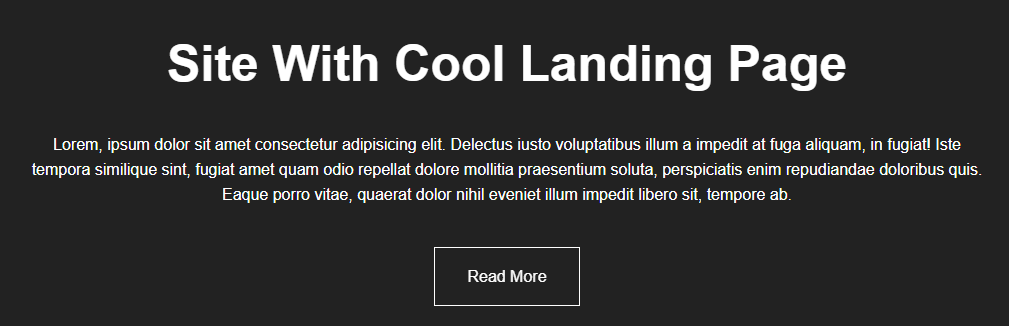 Site With Cool Landing Page
Lorem, ipsum dolor sit amet consectetur adipisicing elit. Delectus iusto voluptatibus illum a impedit at fuga aliquam, in fugiat! Iste
tempora similique sint, fugiat amet quam odio repellat dolore mollitia praesentium soluta, perspiciatis enim repudiandae doloribus quis.
Eaque porro vitae, quaerat dolor nihil eveniet illum impedit libero sit, tempore ab.
Read More